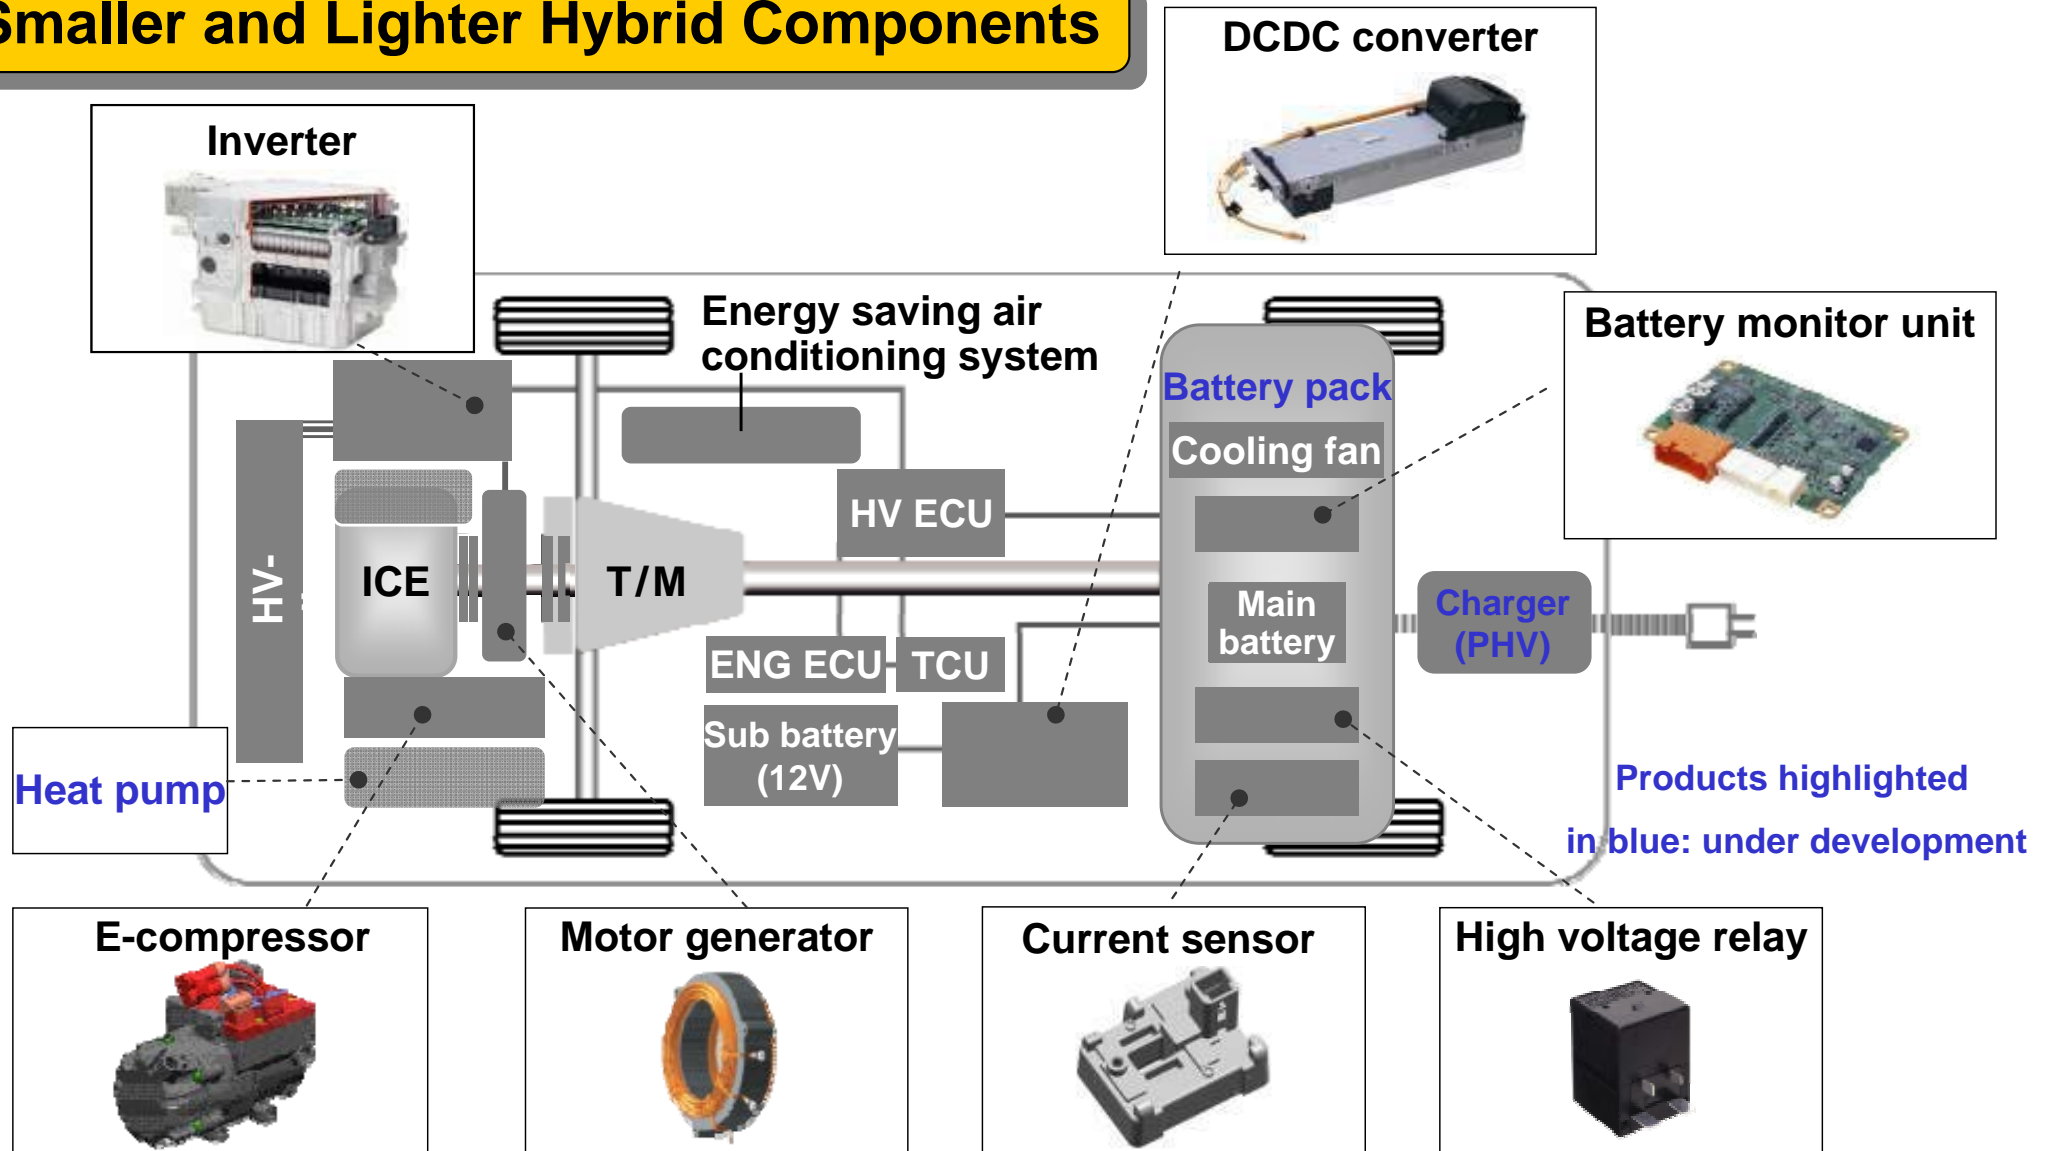 Smaller and Lighter Hybrid Components
DCDC converter
Inverter
Energy saving air
conditioning system
Battery monitor unit
Battery pack
Cooling fan
HV ECU
HV-
ICE
T/M
Main
battery
Charger
(PHV)
ENG ECU
TCU
Sub battery
(12V)
Heat pump
Products highlighted
in blue: under development
E-compressor
Motor generator
Current sensor
High voltage relay